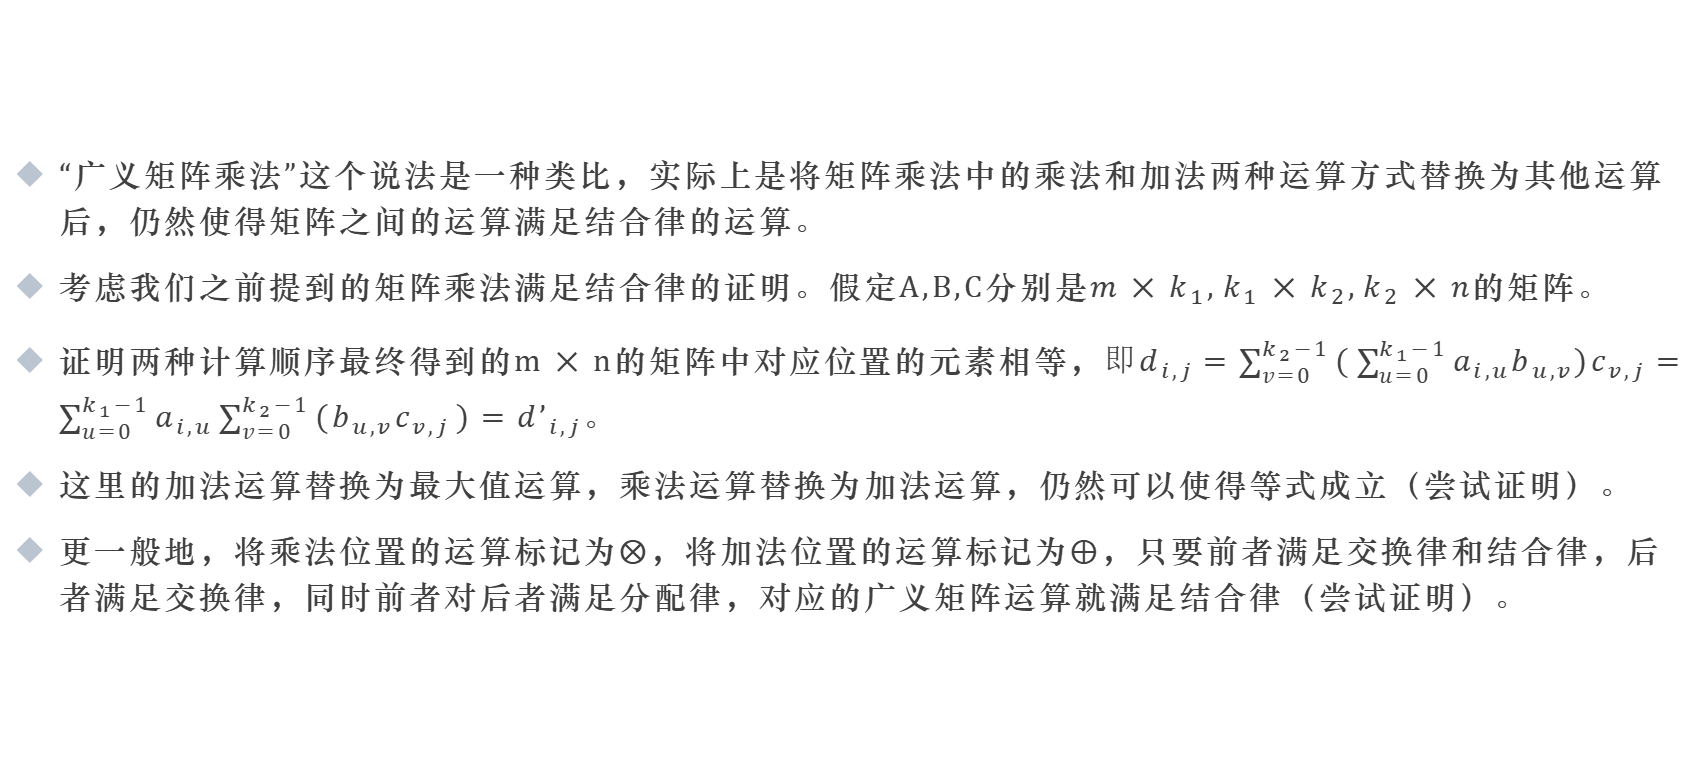 “广义矩阵乘法”这个说法是一种类比，实际上是将矩阵乘法中的乘法和加法两种运算方式替换为其他运算
后，仍然使得矩阵之间的运算满足结合律的运算。
考虑我们之前提到的矩阵乘法满足结合律的证明。假定A,B,C分别是m × k₁, k₁ × k₂, k₂ × n的矩阵。
证明两种计算顺序最终得到的m × n的矩阵中对应位置的元素相等，即d_{i,j} = ∑_{v=0}^{k₂−1} (∑_{u=0}^{k₁−1} a_{i,u}b_{u,v})c_{v,j} =
∑_{u=0}^{k₁−1} a_{i,u} ∑_{v=0}^{k₂−1} (b_{u,v}c_{v,j}) = d’_{i,j}。
这里的加法运算替换为最大值运算，乘法运算替换为加法运算，仍然可以使得等式成立（尝试证明）。
更一般地，将乘法位置的运算标记为⊗，将加法位置的运算标记为⊕，只要前者满足交换律和结合律，后
者满足交换律，同时前者对后者满足分配律，对应的广义矩阵运算就满足结合律（尝试证明）。